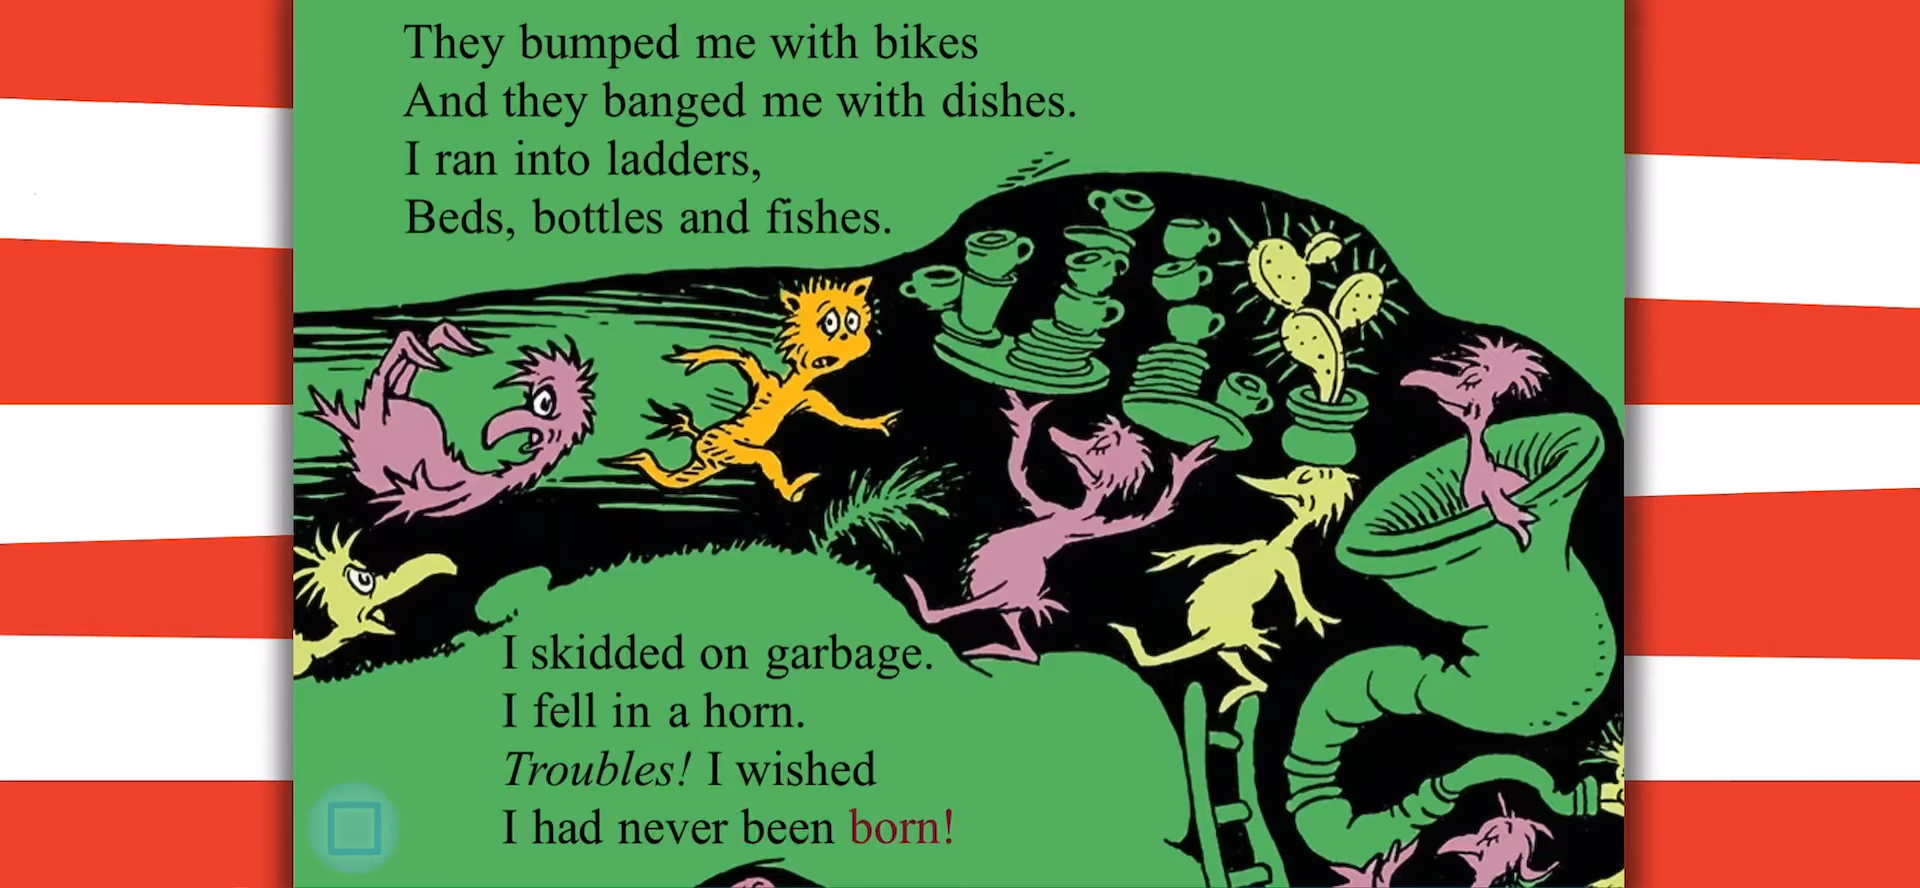 They bumped me with bikes
And they banged me with dishes.
I ran into ladders,
Beds, bottles and fishes.
I skidded on garbage.
I fell in a horn.
Troubles! I wished
I had never been born!